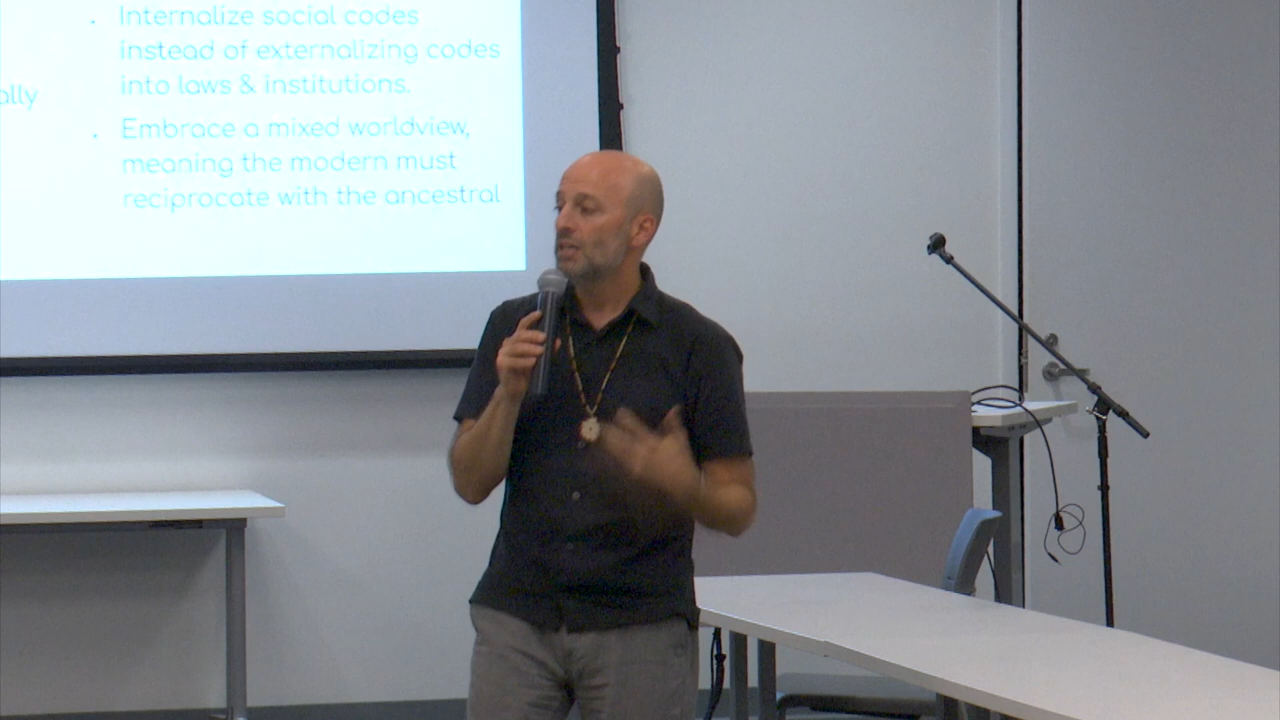 Internalize social codes
instead of externalizing codes
into laws & institutions.
ally
Embrace a mixed worldview,
meaning the modern must
reciprocate with the ancestral